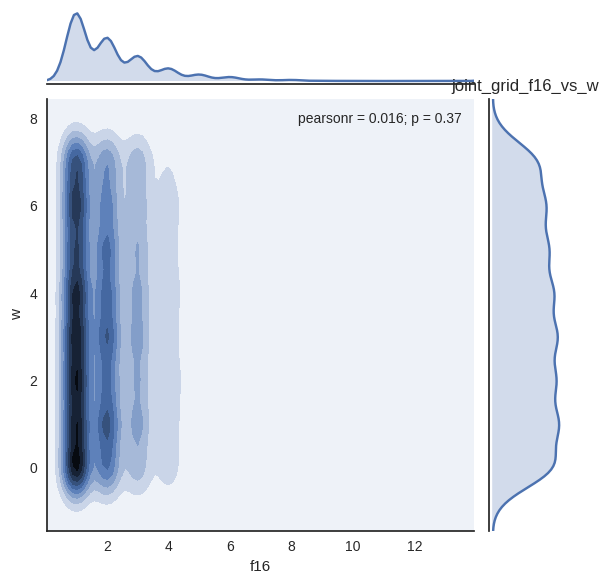 joint_grid_f16_vs_w
pearsonr = 0.016; p = 0.37
8
6
4
2
0
w
2 4 6 8 10 12
f16